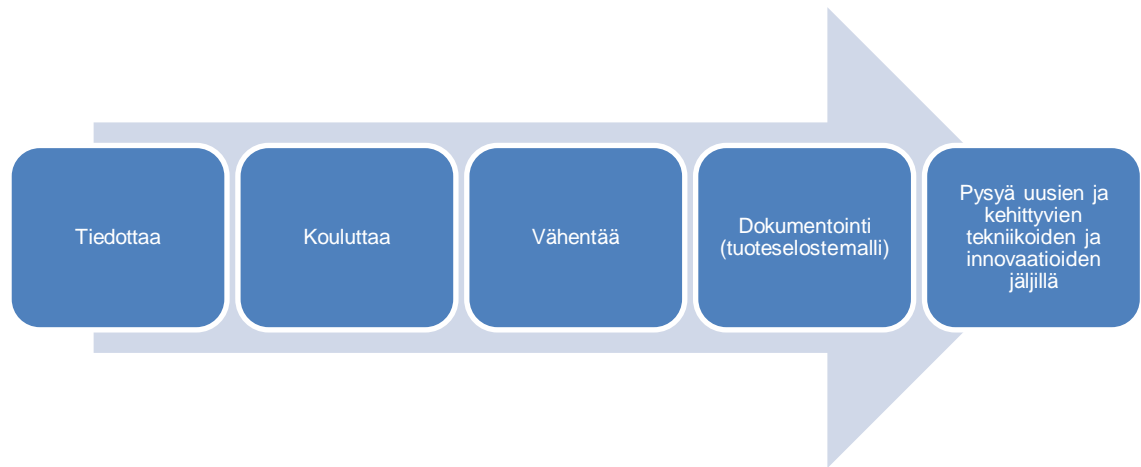 Tiedottaa
Kouluttaa
Vähentää
Dokumentointi
(tuoteselostemalli)
Pysyä uusien ja
kehittyvien
tekniikoiden ja
innovaatioiden
jäljillä